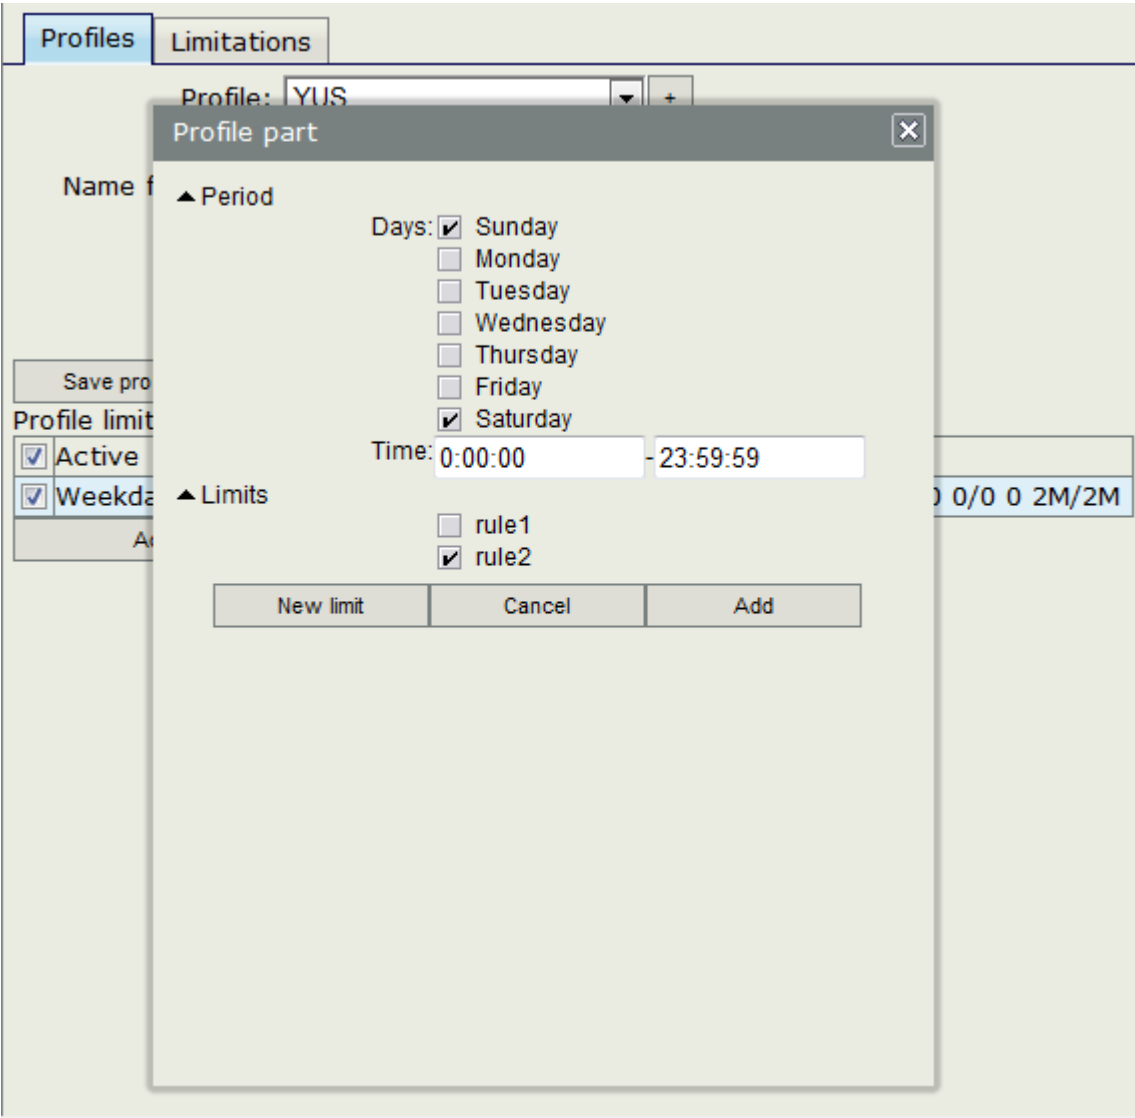 Profiles
Limitations
Profile: YUS +
Profile part
Name f
Period
Days: Sunday
Monday
Tuesday
Wednesday
Thursday
Friday
Saturday
Save pro
Profile limit
Time: 0:00:00 - 23:59:59
Active
Limits
Weekda 0 0/0 0 2M/2M
rule1
rule2
New limit Cancel Add